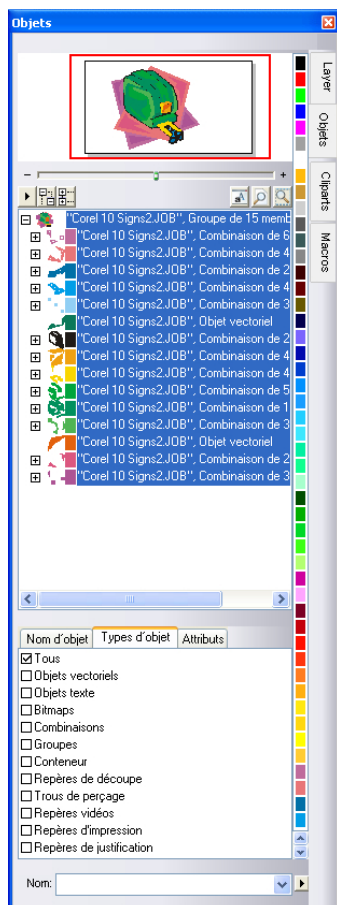 Objets
Layer
Objets
Cliparts
Macros
- +
"Corel 10 Signs2.JOB", Groupe de 15 memb
"Corel 10 Signs2.JOB", Combinaison de 6
"Corel 10 Signs2.JOB", Combinaison de 4
"Corel 10 Signs2.JOB", Combinaison de 2
"Corel 10 Signs2.JOB", Combinaison de 4
"Corel 10 Signs2.JOB", Combinaison de 3
"Corel 10 Signs2.JOB", Objet vectoriel
"Corel 10 Signs2.JOB", Combinaison de 2
"Corel 10 Signs2.JOB", Combinaison de 4
"Corel 10 Signs2.JOB", Combinaison de 4
"Corel 10 Signs2.JOB", Combinaison de 5
"Corel 10 Signs2.JOB", Combinaison de 1
"Corel 10 Signs2.JOB", Combinaison de 3
"Corel 10 Signs2.JOB", Objet vectoriel
"Corel 10 Signs2.JOB", Combinaison de 2
"Corel 10 Signs2.JOB", Combinaison de 3
Nom d'objet Types d'objet Attributs
Tous
Objets vectoriels
Objets texte
Bitmaps
Combinaisons
Groupes
Conteneur
Repères de découpe
Trous de perçage
Repères vidéos
Repères d'impression
Repères de justification
Nom: